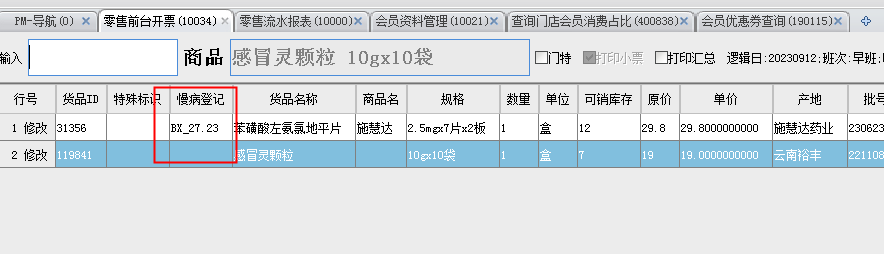 PM-导航(0) 零售前台开票(10034) 零售流水报表(10000) 会员资料管理(10021) 查询门店会员消费占比(400838) 会员优惠券查询(190115)
输入 商品 感冒灵颗粒 10gx10袋 门特 打印小票 打印汇总 逻辑日:20230912;班次:早班;
行号 货品ID 特殊标识 慢病登记 货品名称 商品名 规格 数量 单位 可销库存 原价 单价 产地 批号
1 修改 31356 BX_27.23 苯磺酸左氨氯地平片 施慧达 2.5mgx7片x2板 1 盒 12 29.8 29.8000000000 施慧达药业 230623
2 修改 119841 感冒灵颗粒 10gx10袋 1 盒 7 19 19.0000000000 云南裕丰 221108